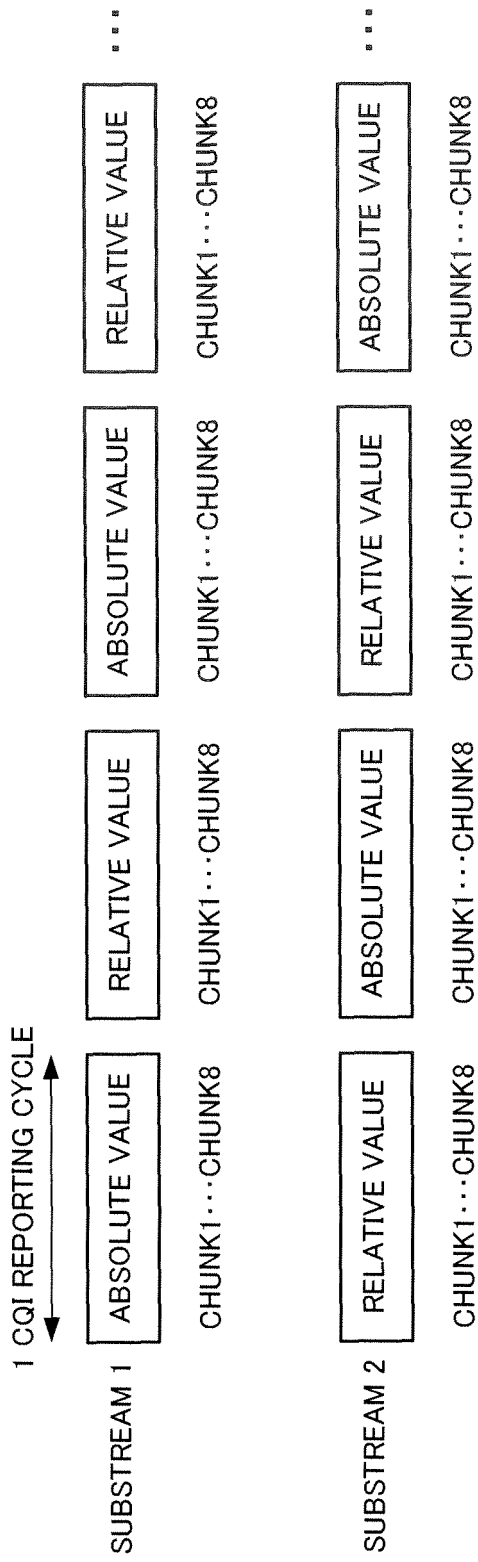 1 CQI REPORTING CYCLE
SUBSTREAM 1 ABSOLUTE VALUE RELATIVE VALUE ABSOLUTE VALUE RELATIVE VALUE ...
CHUNK1···CHUNK8 CHUNK1···CHUNK8 CHUNK1···CHUNK8 CHUNK1···CHUNK8
SUBSTREAM 2 RELATIVE VALUE ABSOLUTE VALUE RELATIVE VALUE ABSOLUTE VALUE ...
CHUNK1···CHUNK8 CHUNK1···CHUNK8 CHUNK1···CHUNK8 CHUNK1···CHUNK8